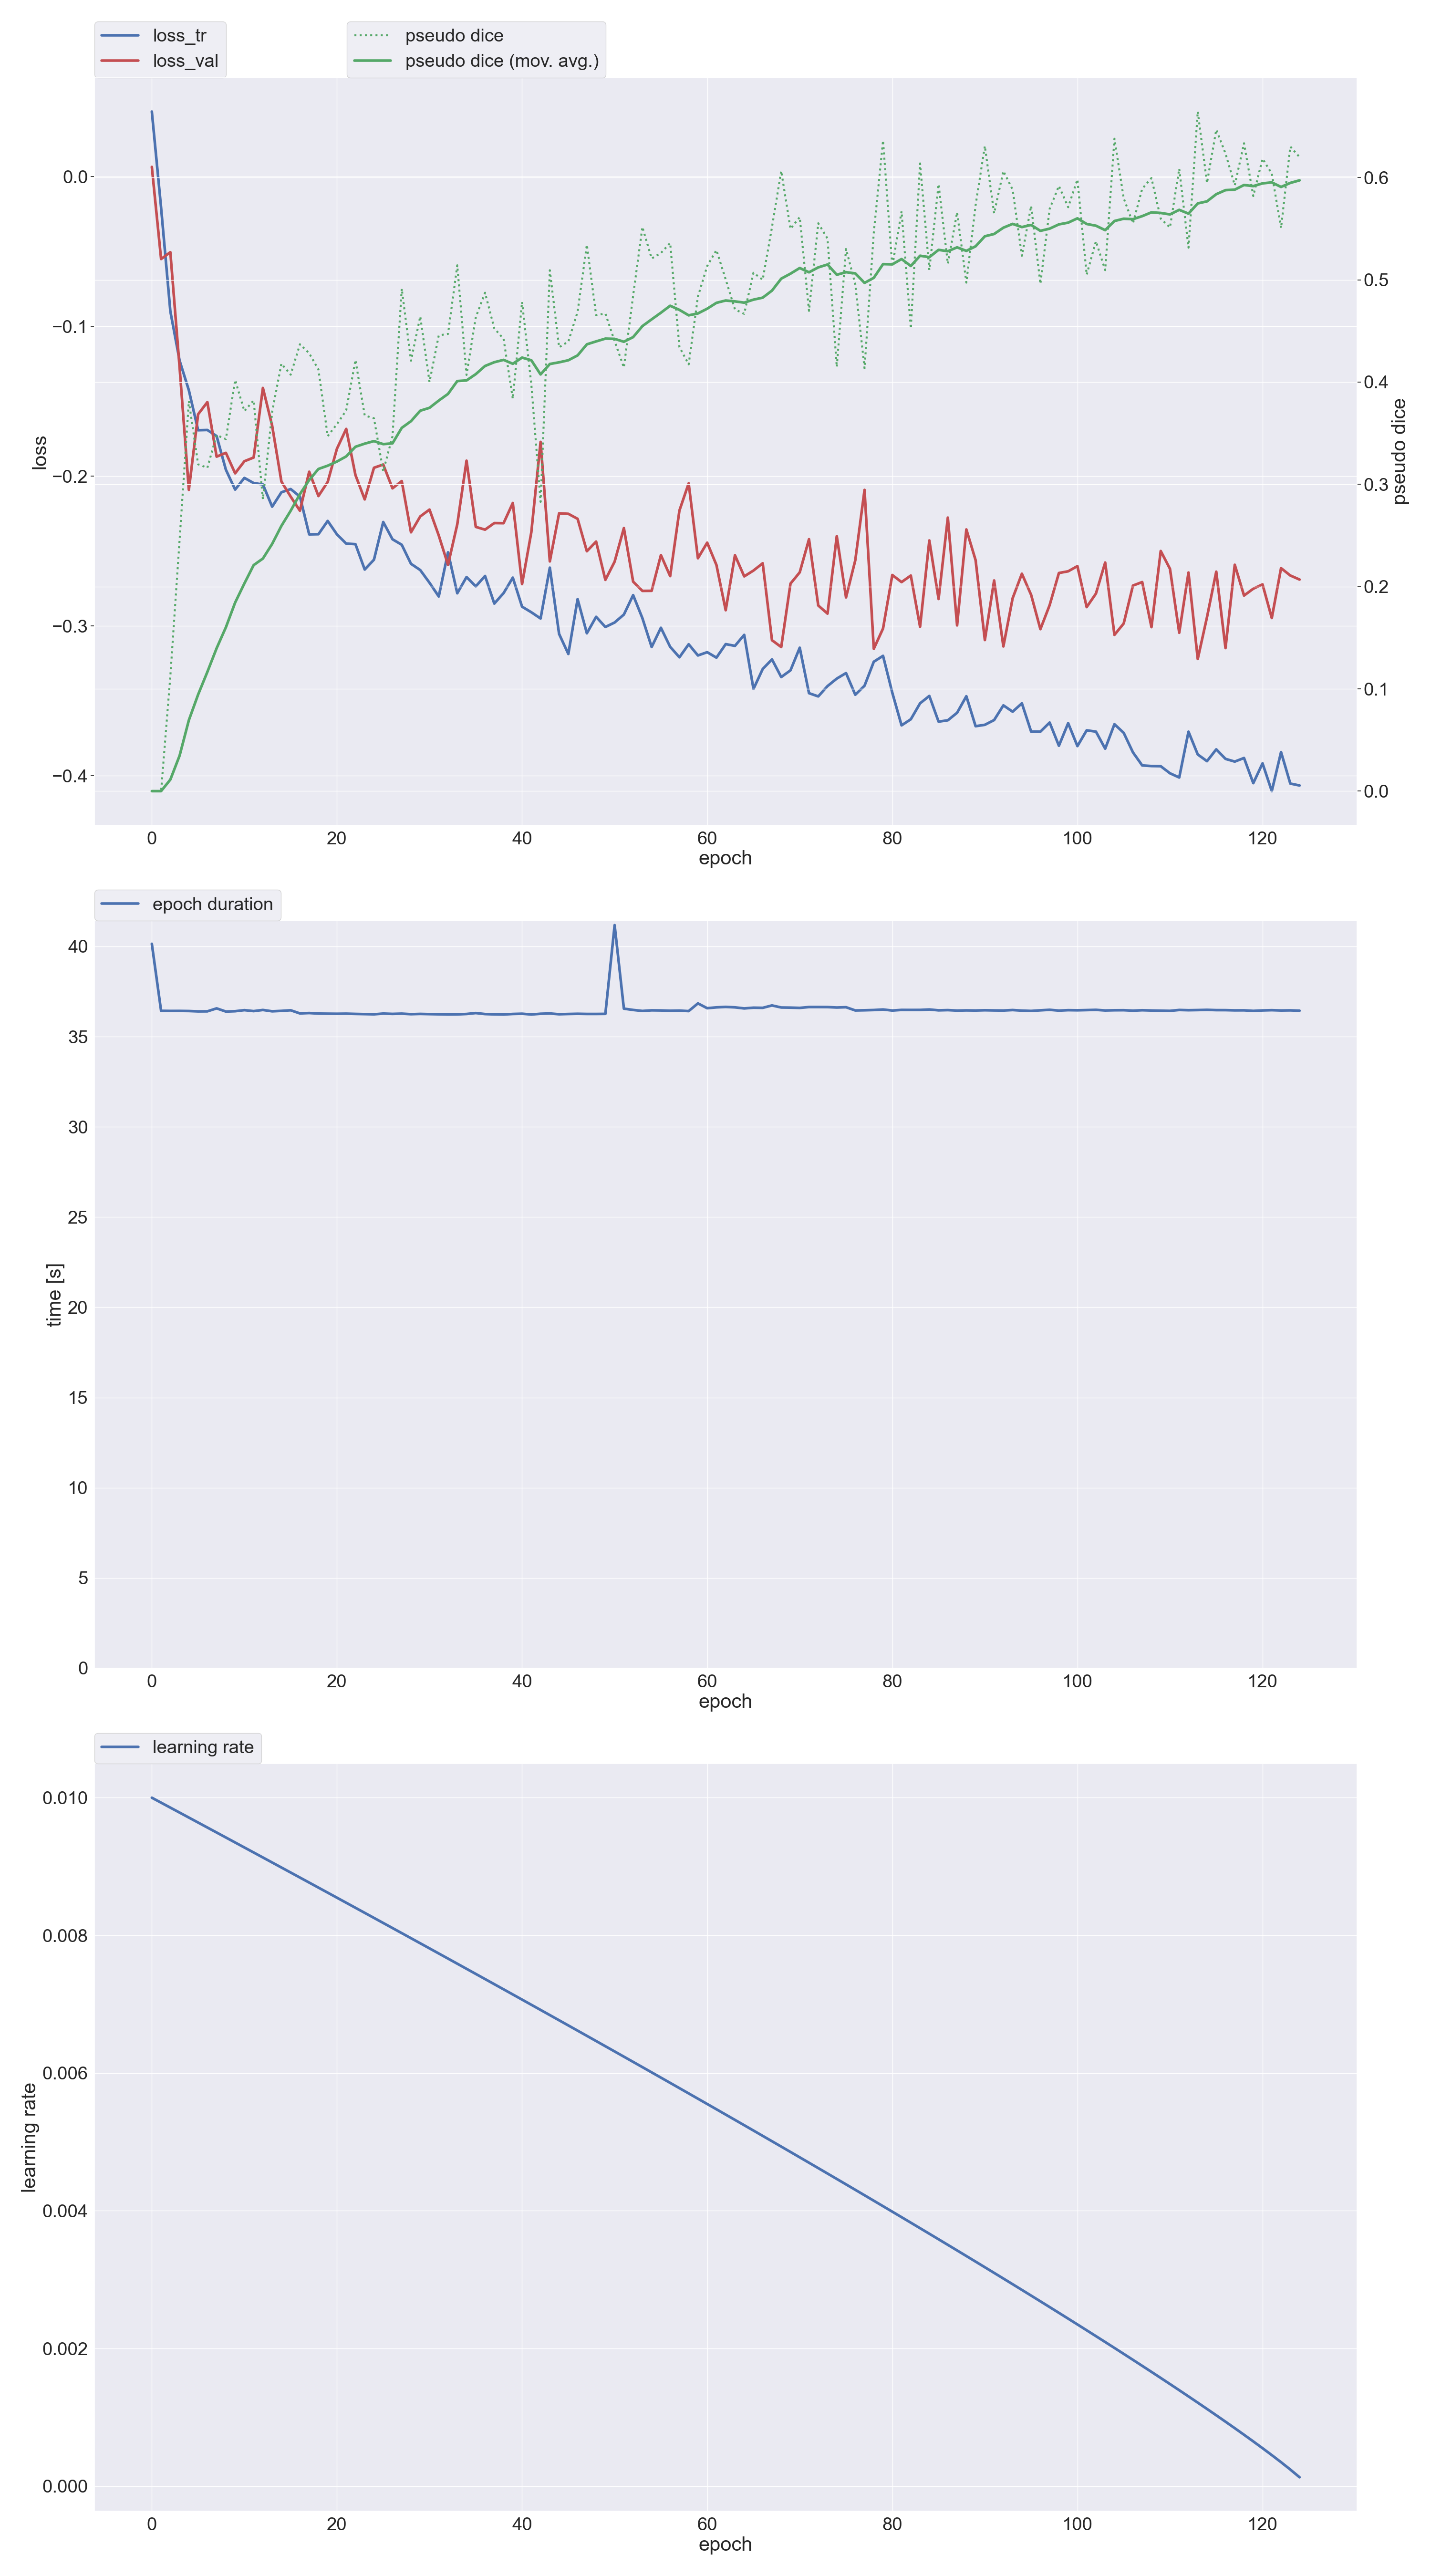 loss_tr
loss_val
pseudo dice
pseudo dice (mov. avg.)
0.0
−0.1
−0.2
−0.3
−0.4
loss
0.6
0.5
0.4
0.3
0.2
0.1
0.0
pseudo dice
0 20 40 60 80 100 120
epoch
epoch duration
40
35
30
25
20
15
10
5
0
time [s]
0 20 40 60 80 100 120
epoch
learning rate
0.010
0.008
0.006
0.004
0.002
0.000
learning rate
0 20 40 60 80 100 120
epoch